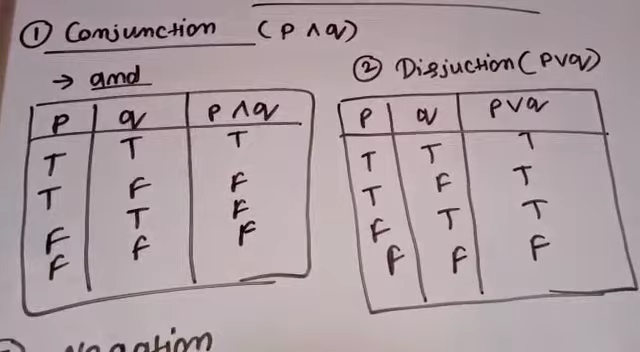 ① Conjunction (P ∧ q)
→ and
P q P ∧ q
T T T
T F F
F T F
F F F
② Disjuction (P∨q)
P q P∨q
T T T
T F T
F T T
F F F
Negation